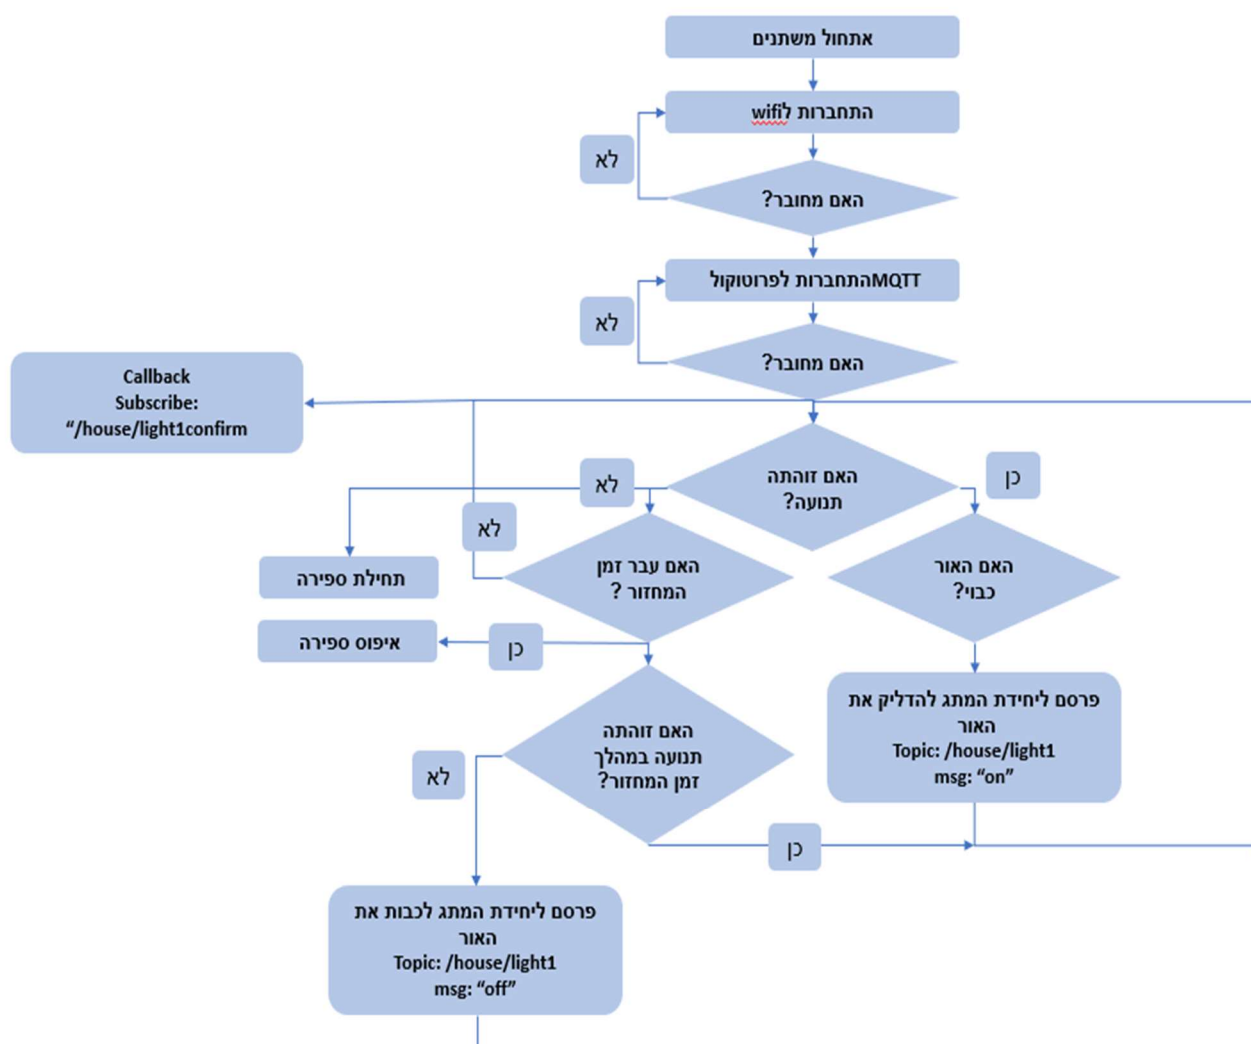 אתחול משתנים
התחברות לwifi
לא
האם מחובר?
התחברות לפרוטוקולMQTT
לא
האם מחובר?
Callback
Subscribe:
“/house/light1confirm
האם זוהתה
תנועה?
כן
לא
לא
האם עבר זמן
המחזור ?
האם האור
כבוי?
תחילת ספירה
איפוס ספירה
כן
פרסם ליחידת המתג להדליק את
האור
Topic: /house/light1
msg: “on”
האם זוהתה
תנועה במהלך
זמן המחזור?
לא
כן
פרסם ליחידת המתג לכבות את
האור
Topic: /house/light1
msg: “off”